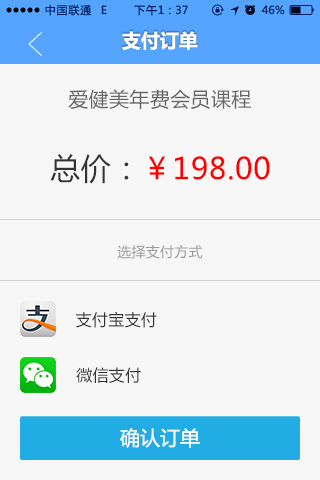 中国联通 E 下午1：37 46%
支付订单
爱健美年费会员课程
总价：￥198.00
选择支付方式
支 支付宝支付
微信支付
确认订单